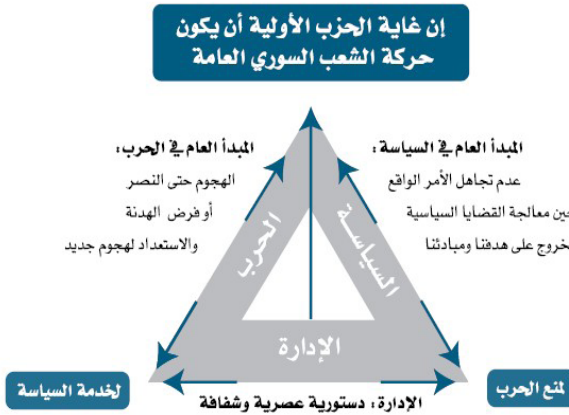 إن غاية الحزب الأولية أن يكون
حركة الشعب السوري العامة
المبدأ العام في السياسة :
عدم تجاهل الأمر الواقع
حين معالجة القضايا السياسية
على هدفنا ومبادئنا
المبدأ العام في الحرب :
الهجوم حتى النصر
أو فرض الهدنة
والاستعداد لهجوم جديد
السياسة
الحرب
الإدارة
لمنع الحرب
لخدمة السياسة
الإدارة : دستورية عصرية وشفافة